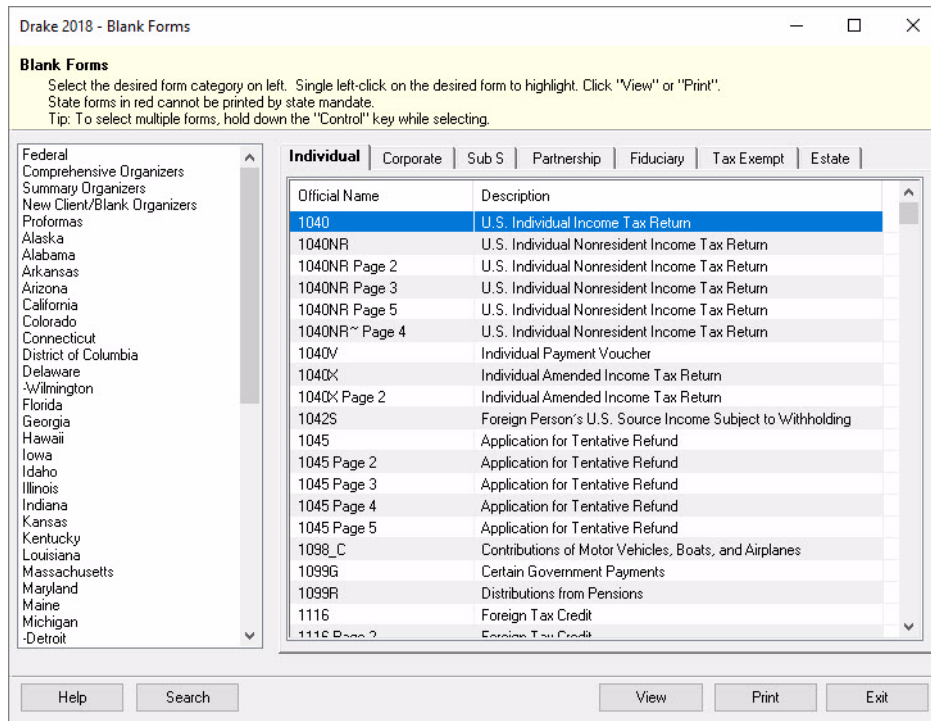 Drake 2018 - Blank Forms
Blank Forms
Select the desired form category on left. Single left-click on the desired form to highlight. Click "View" or "Print".
State forms in red cannot be printed by state mandate.
Tip: To select multiple forms, hold down the "Control" key while selecting.
Federal
Comprehensive Organizers
Summary Organizers
New Client/Blank Organizers
Proformas
Alaska
Alabama
Arkansas
Arizona
California
Colorado
Connecticut
District of Columbia
Delaware
-Wilmington
Florida
Georgia
Hawaii
Iowa
Idaho
Illinois
Indiana
Kansas
Kentucky
Louisiana
Massachusetts
Maryland
Maine
Michigan
-Detroit
Individual Corporate Sub S Partnership Fiduciary Tax Exempt Estate
Official Name Description
1040 U.S. Individual Income Tax Return
1040NR U.S. Individual Nonresident Income Tax Return
1040NR Page 2 U.S. Individual Nonresident Income Tax Return
1040NR Page 3 U.S. Individual Nonresident Income Tax Return
1040NR Page 5 U.S. Individual Nonresident Income Tax Return
1040NR~ Page 4 U.S. Individual Nonresident Income Tax Return
1040V Individual Payment Voucher
1040X Individual Amended Income Tax Return
1040X Page 2 Individual Amended Income Tax Return
1042S Foreign Person's U.S. Source Income Subject to Withholding
1045 Application for Tentative Refund
1045 Page 2 Application for Tentative Refund
1045 Page 3 Application for Tentative Refund
1045 Page 4 Application for Tentative Refund
1045 Page 5 Application for Tentative Refund
1098_C Contributions of Motor Vehicles, Boats, and Airplanes
1099G Certain Government Payments
1099R Distributions from Pensions
1116 Foreign Tax Credit
1116 Page 2 Foreign Tax Credit
Help Search View Print Exit